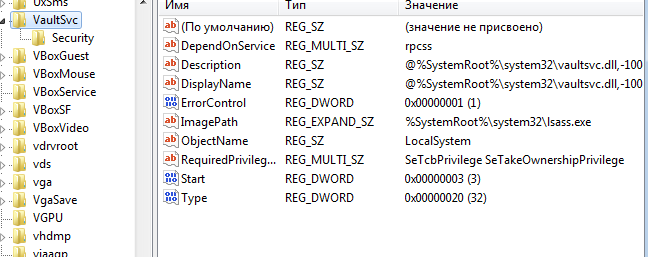 UxSms
VaultSvc
Security
VBoxGuest
VBoxMouse
VBoxService
VBoxSF
VBoxVideo
vdrvroot
vds
vga
VgaSave
VGPU
vhdmp
viaagp
Имя Тип Значение
(По умолчанию) REG_SZ (значение не присвоено)
DependOnService REG_MULTI_SZ rpcss
Description REG_SZ @%SystemRoot%\system32\vaultsvc.dll,-100
DisplayName REG_SZ @%SystemRoot%\system32\vaultsvc.dll,-100
ErrorControl REG_DWORD 0x00000001 (1)
ImagePath REG_EXPAND_SZ %SystemRoot%\system32\lsass.exe
ObjectName REG_SZ LocalSystem
RequiredPrivileg... REG_MULTI_SZ SeTcbPrivilege SeTakeOwnershipPrivilege
Start REG_DWORD 0x00000003 (3)
Type REG_DWORD 0x00000020 (32)